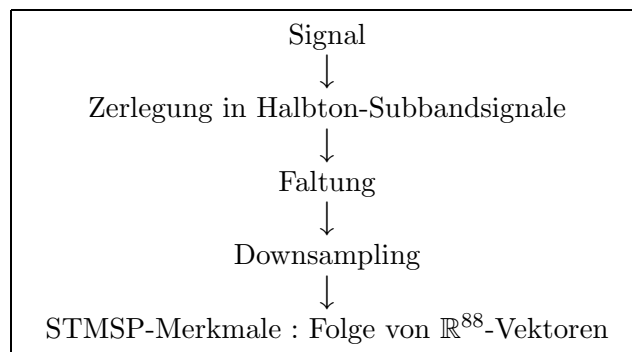 Signal
Zerlegung in Halbton-Subbandsignale
Faltung
Downsampling
STMSP-Merkmale : Folge von ℝ⁸⁸-Vektoren